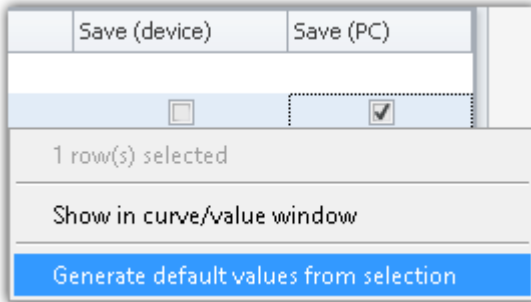 Save (device) Save (PC)
1 row(s) selected
Show in curve/value window
Generate default values from selection